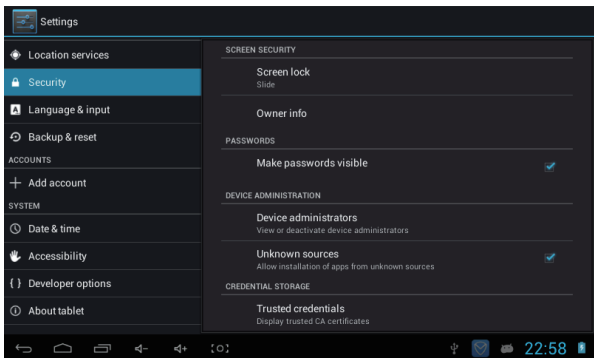 Settings
Location services
Security
Language & input
Backup & reset
ACCOUNTS
Add account
SYSTEM
Date & time
Accessibility
{ } Developer options
About tablet
SCREEN SECURITY
Screen lock
Slide
Owner info
PASSWORDS
Make passwords visible
DEVICE ADMINISTRATION
Device administrators
View or deactivate device administrators
Unknown sources
Allow installation of apps from unknown sources
CREDENTIAL STORAGE
Trusted credentials
Display trusted CA certificates
22:58